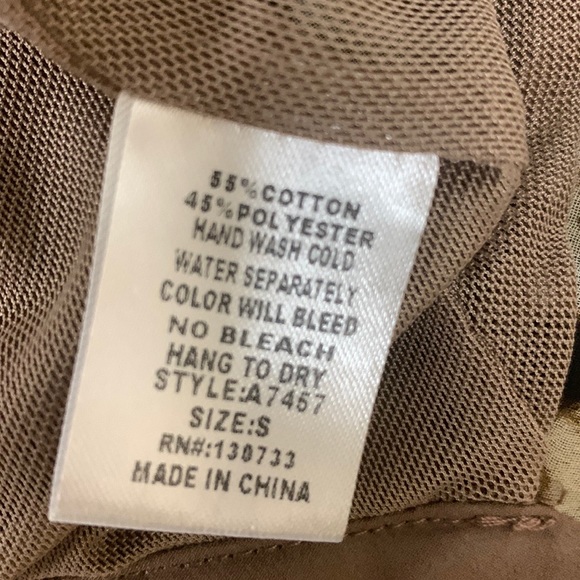 55% COTTON
45% POLYESTER
HAND WASH COLD
WATER SEPARATELY
COLOR WILL BLEED
NO BLEACH
HANG TO DRY
STYLE:A7457
SIZE:S
RN#:130733
MADE IN CHINA